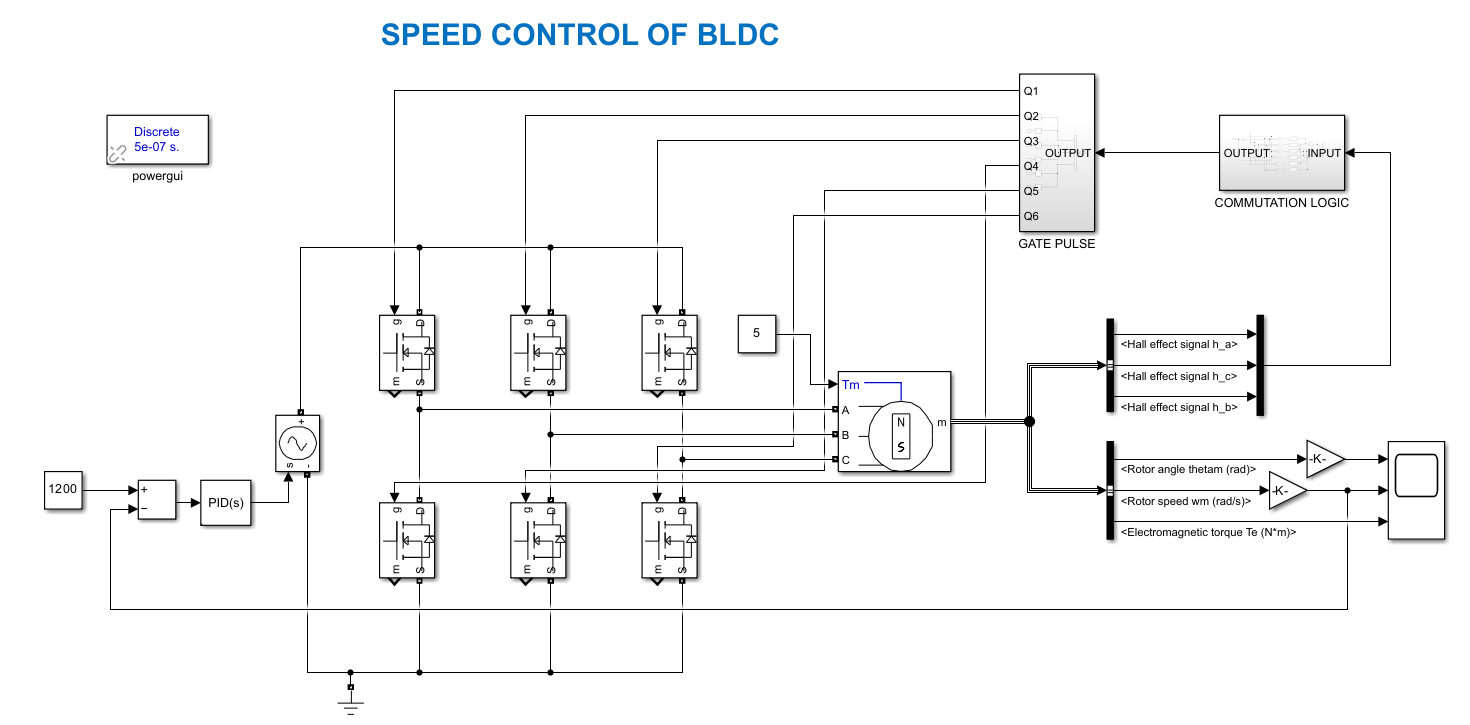 SPEED CONTROL OF BLDC
Discrete
5e-07 s.
powergui
Q1
Q2
Q3
Q4
Q5
Q6
OUTPUT
GATE PULSE
OUTPUT
INPUT
COMMUTATION LOGIC
g
D
m
S
g
D
m
S
g
D
m
S
5
Tm
A
B
C
N
S
m
<Hall effect signal h_a>
<Hall effect signal h_c>
<Hall effect signal h_b>
<Rotor angle thetam (rad)>
<Rotor speed wm (rad/s)>
<Electromagnetic torque Te (N*m)>
-K-
-K-
1200
+
−
PID(s)
+
s
-
g
D
m
S
g
D
m
S
g
D
m
S